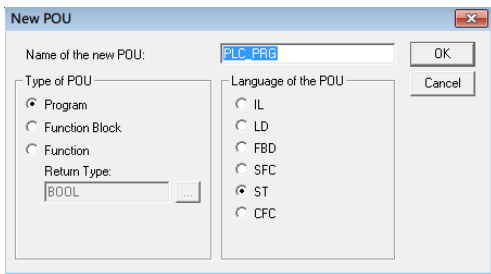 New POU
Name of the new POU: PLC_PRG OK
Cancel
Type of POU
Program
Function Block
Function
Return Type:
BOOL ...
Language of the POU
IL
LD
FBD
SFC
ST
CFC